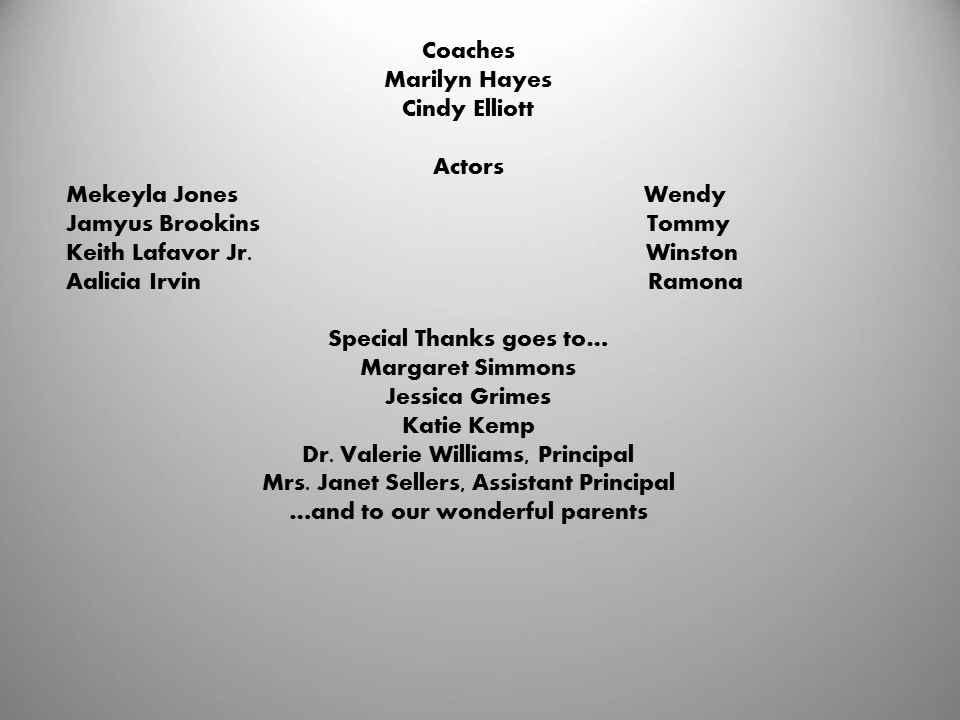 Coaches
Marilyn Hayes
Cindy Elliott
Actors
Mekeyla Jones Wendy
Jamyus Brookins Tommy
Keith Lafavor Jr. Winston
Aalicia Irvin Ramona
Special Thanks goes to...
Margaret Simmons
Jessica Grimes
Katie Kemp
Dr. Valerie Williams, Principal
Mrs. Janet Sellers, Assistant Principal
...and to our wonderful parents